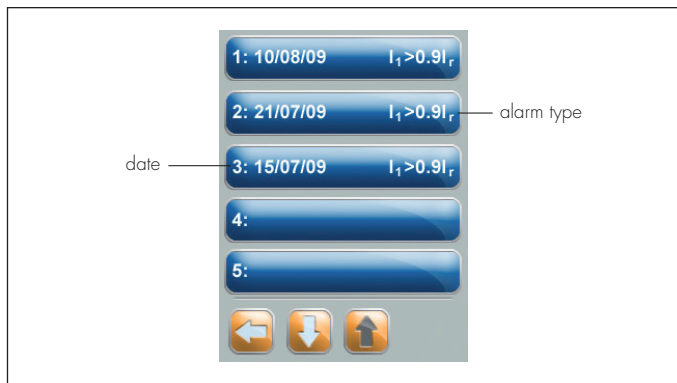 1: 10/08/09 I₁>0.9Iᵣ
2: 21/07/09 I₁>0.9Iᵣ
alarm type
date
3: 15/07/09 I₁>0.9Iᵣ
4:
5: